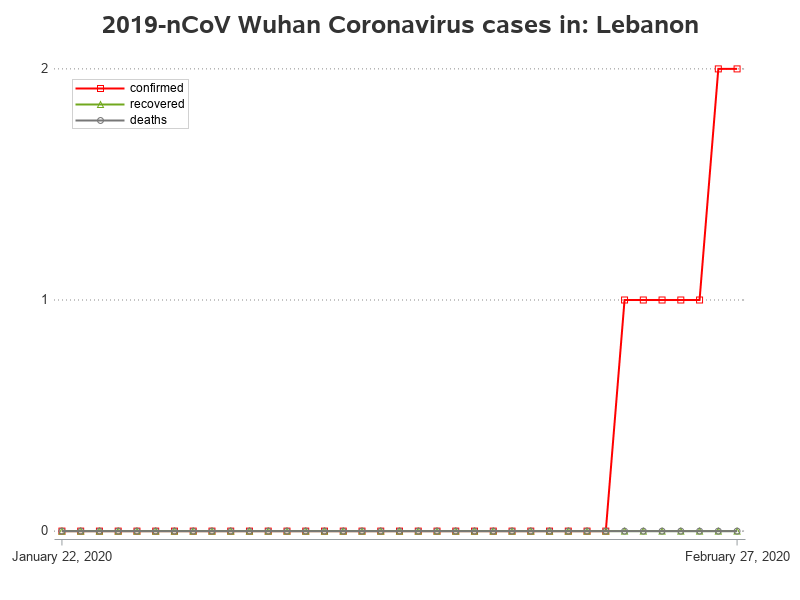 2019-nCoV Wuhan Coronavirus cases in: Lebanon
2
confirmed
recovered
deaths
1
0
January 22, 2020
February 27, 2020